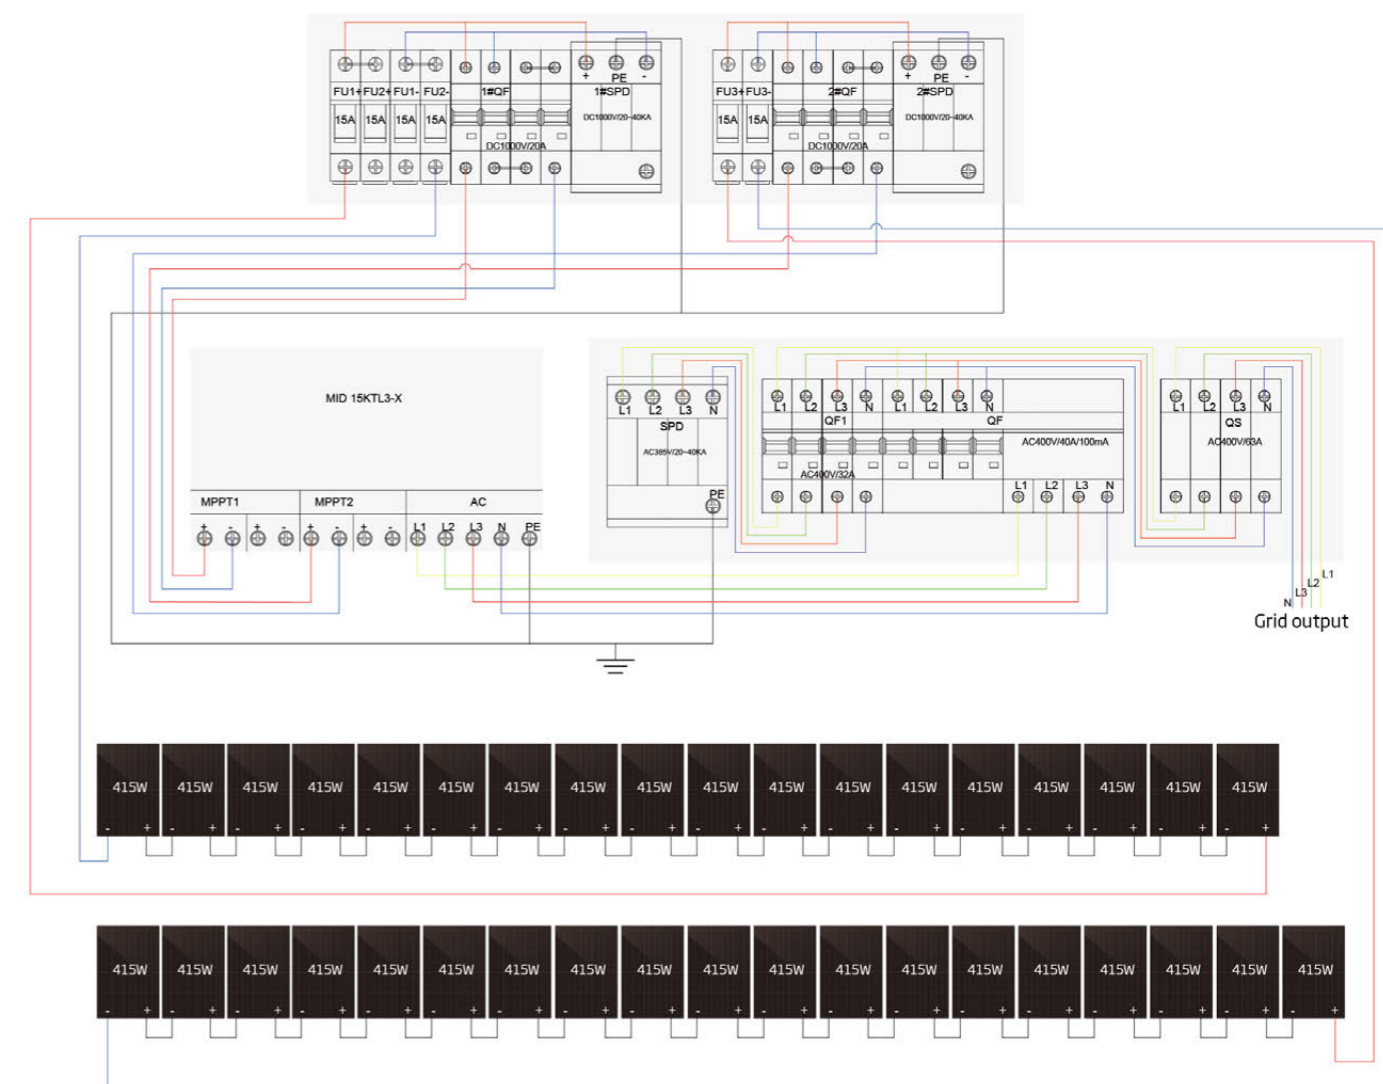 + PE - + PE -
FU1+ FU2+ FU1- FU2- 1#QF 1#SPD FU3+ FU3- 2#QF 2#SPD
15A 15A 15A 15A DC1000V/20~40KA 15A 15A DC1000V/20~40KA
DC1000V/20A DC1000V/20A
MID 15KTL3-X
L1 L2 L3 N L1 L2 L3 N L1 L2 L3 N L1 L2 L3 N
SPD QF1 QF QS
AC385V/20~40KA AC400V/40A/100mA AC400V/63A
AC400V/32A
PE L1 L2 L3 N
MPPT1 MPPT2 AC
+ - + - + - + - L1 L2 L3 N PE
L1
L2
L3
N
Grid output
415W 415W 415W 415W 415W 415W 415W 415W 415W 415W 415W 415W 415W 415W 415W 415W 415W 415W
- + - + - + - + - + - + - + - + - + - + - + - + - + - + - + - + - + - +
415W 415W 415W 415W 415W 415W 415W 415W 415W 415W 415W 415W 415W 415W 415W 415W 415W 415W 415W
- + - + - + - + - + - + - + - + - + - + - + - + - + - + - + - + - + - + - +